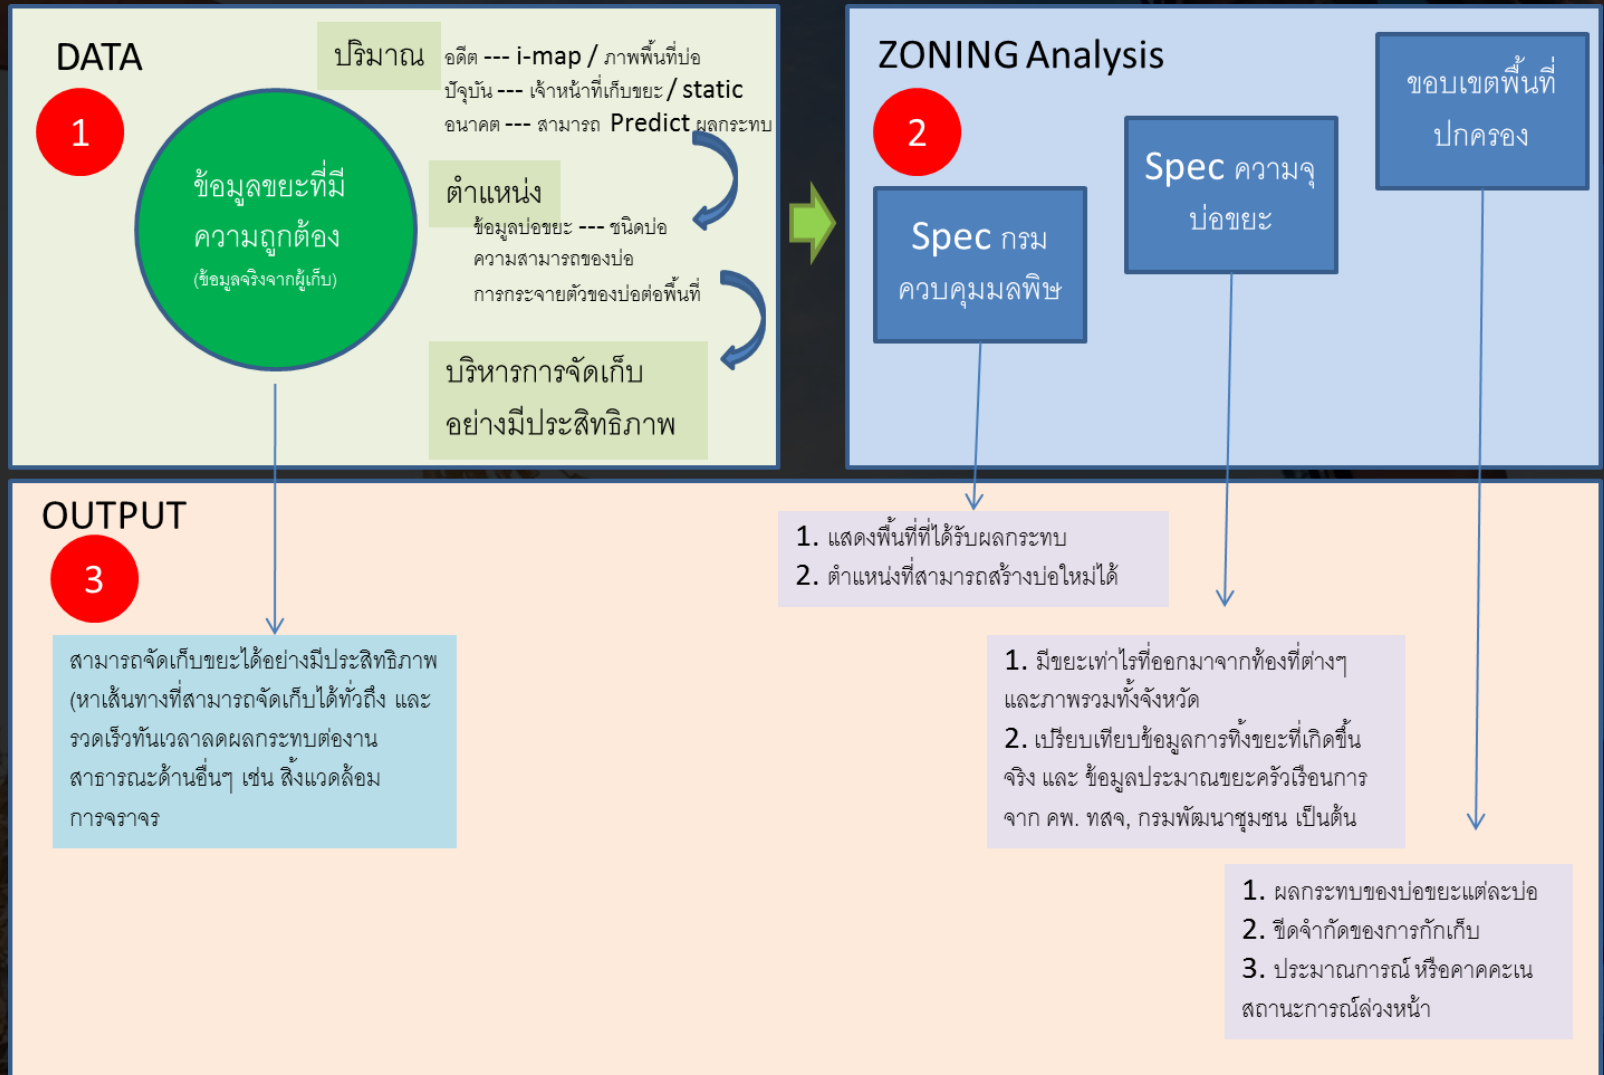 DATA
1
ข้อมูลขยะที่มี
ความถูกต้อง
(ข้อมูลจริงจากผู้เก็บ)
ปริมาณ
อดีต --- i-map / ภาพพื้นที่บ่อ
ปัจจุบัน --- เจ้าหน้าที่เก็บขยะ / static
อนาคต --- สามารถ Predict ผลกระทบ
ตำแหน่ง
ข้อมูลบ่อขยะ --- ชนิดบ่อ
ความสามารถของบ่อ
การกระจายตัวของบ่อต่อพื้นที่
บริหารการจัดเก็บ
อย่างมีประสิทธิภาพ
ZONING Analysis
2
Spec กรม
ควบคุมมลพิษ
Spec ความจุ
บ่อขยะ
ขอบเขตพื้นที่
ปกครอง
OUTPUT
3
สามารถจัดเก็บขยะได้อย่างมีประสิทธิภาพ
(หาเส้นทางที่สามารถจัดเก็บได้ทั่วถึง และ
รวดเร็วทันเวลาลดผลกระทบต่องาน
สาธารณะด้านอื่นๆ เช่น สิ้งแวดล้อม
การจราจร
1. แสดงพื้นที่ที่ได้รับผลกระทบ
2. ตำแหน่งที่สามารถสร้างบ่อใหม่ได้
1. มีขยะเท่าไรที่ออกมาจากท้องที่ต่างๆ
และภาพรวมทั้งจังหวัด
2. เปรียบเทียบข้อมูลการทิ้งขยะที่เกิดขึ้น
จริง และ ข้อมูลประมาณขยะครัวเรือนการ
จาก คพ. ทสจ, กรมพัฒนาชุมชน เป็นต้น
1. ผลกระทบของบ่อขยะแต่ละบ่อ
2. ขีดจำกัดของการกักเก็บ
3. ประมาณการณ์ หรือคาดคะเน
สถานะการณ์ล่วงหน้า